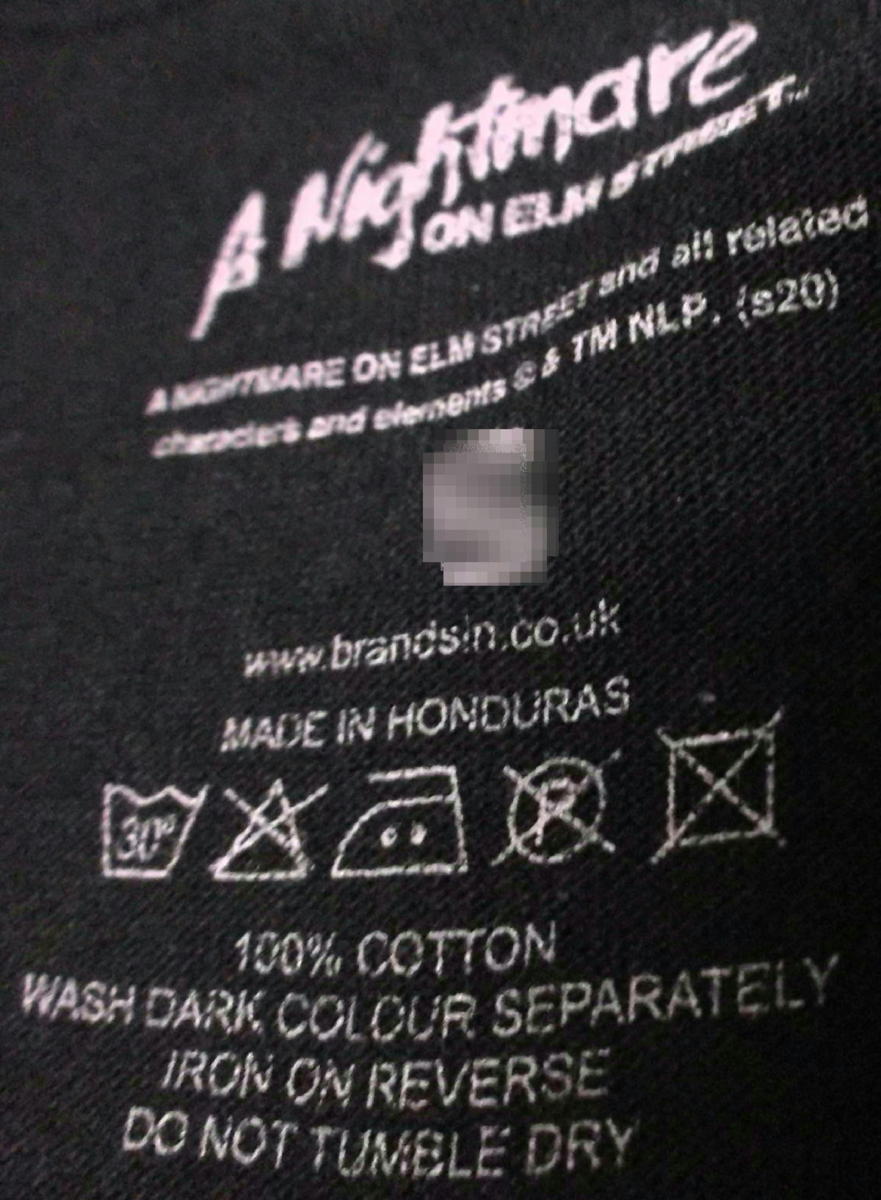 A Nightmare
ON ELM STREET™
A NIGHTMARE ON ELM STREET and all related
characters and elements © & TM NLP. (s20)
www.brandsin.co.uk
MADE IN HONDURAS
30° P
100% COTTON
WASH DARK COLOUR SEPARATELY
IRON ON REVERSE
DO NOT TUMBLE DRY